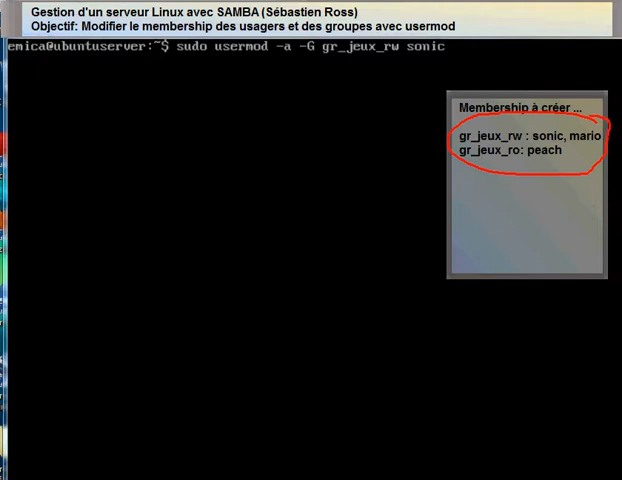 Gestion d'un serveur Linux avec SAMBA (Sébastien Ross)
Objectif: Modifier le membership des usagers et des groupes avec usermod
emica@ubuntuserver:~$ sudo usermod -a -G gr_jeux_rw sonic
Membership à créer ...
gr_jeux_rw : sonic, mario
gr_jeux_ro: peach